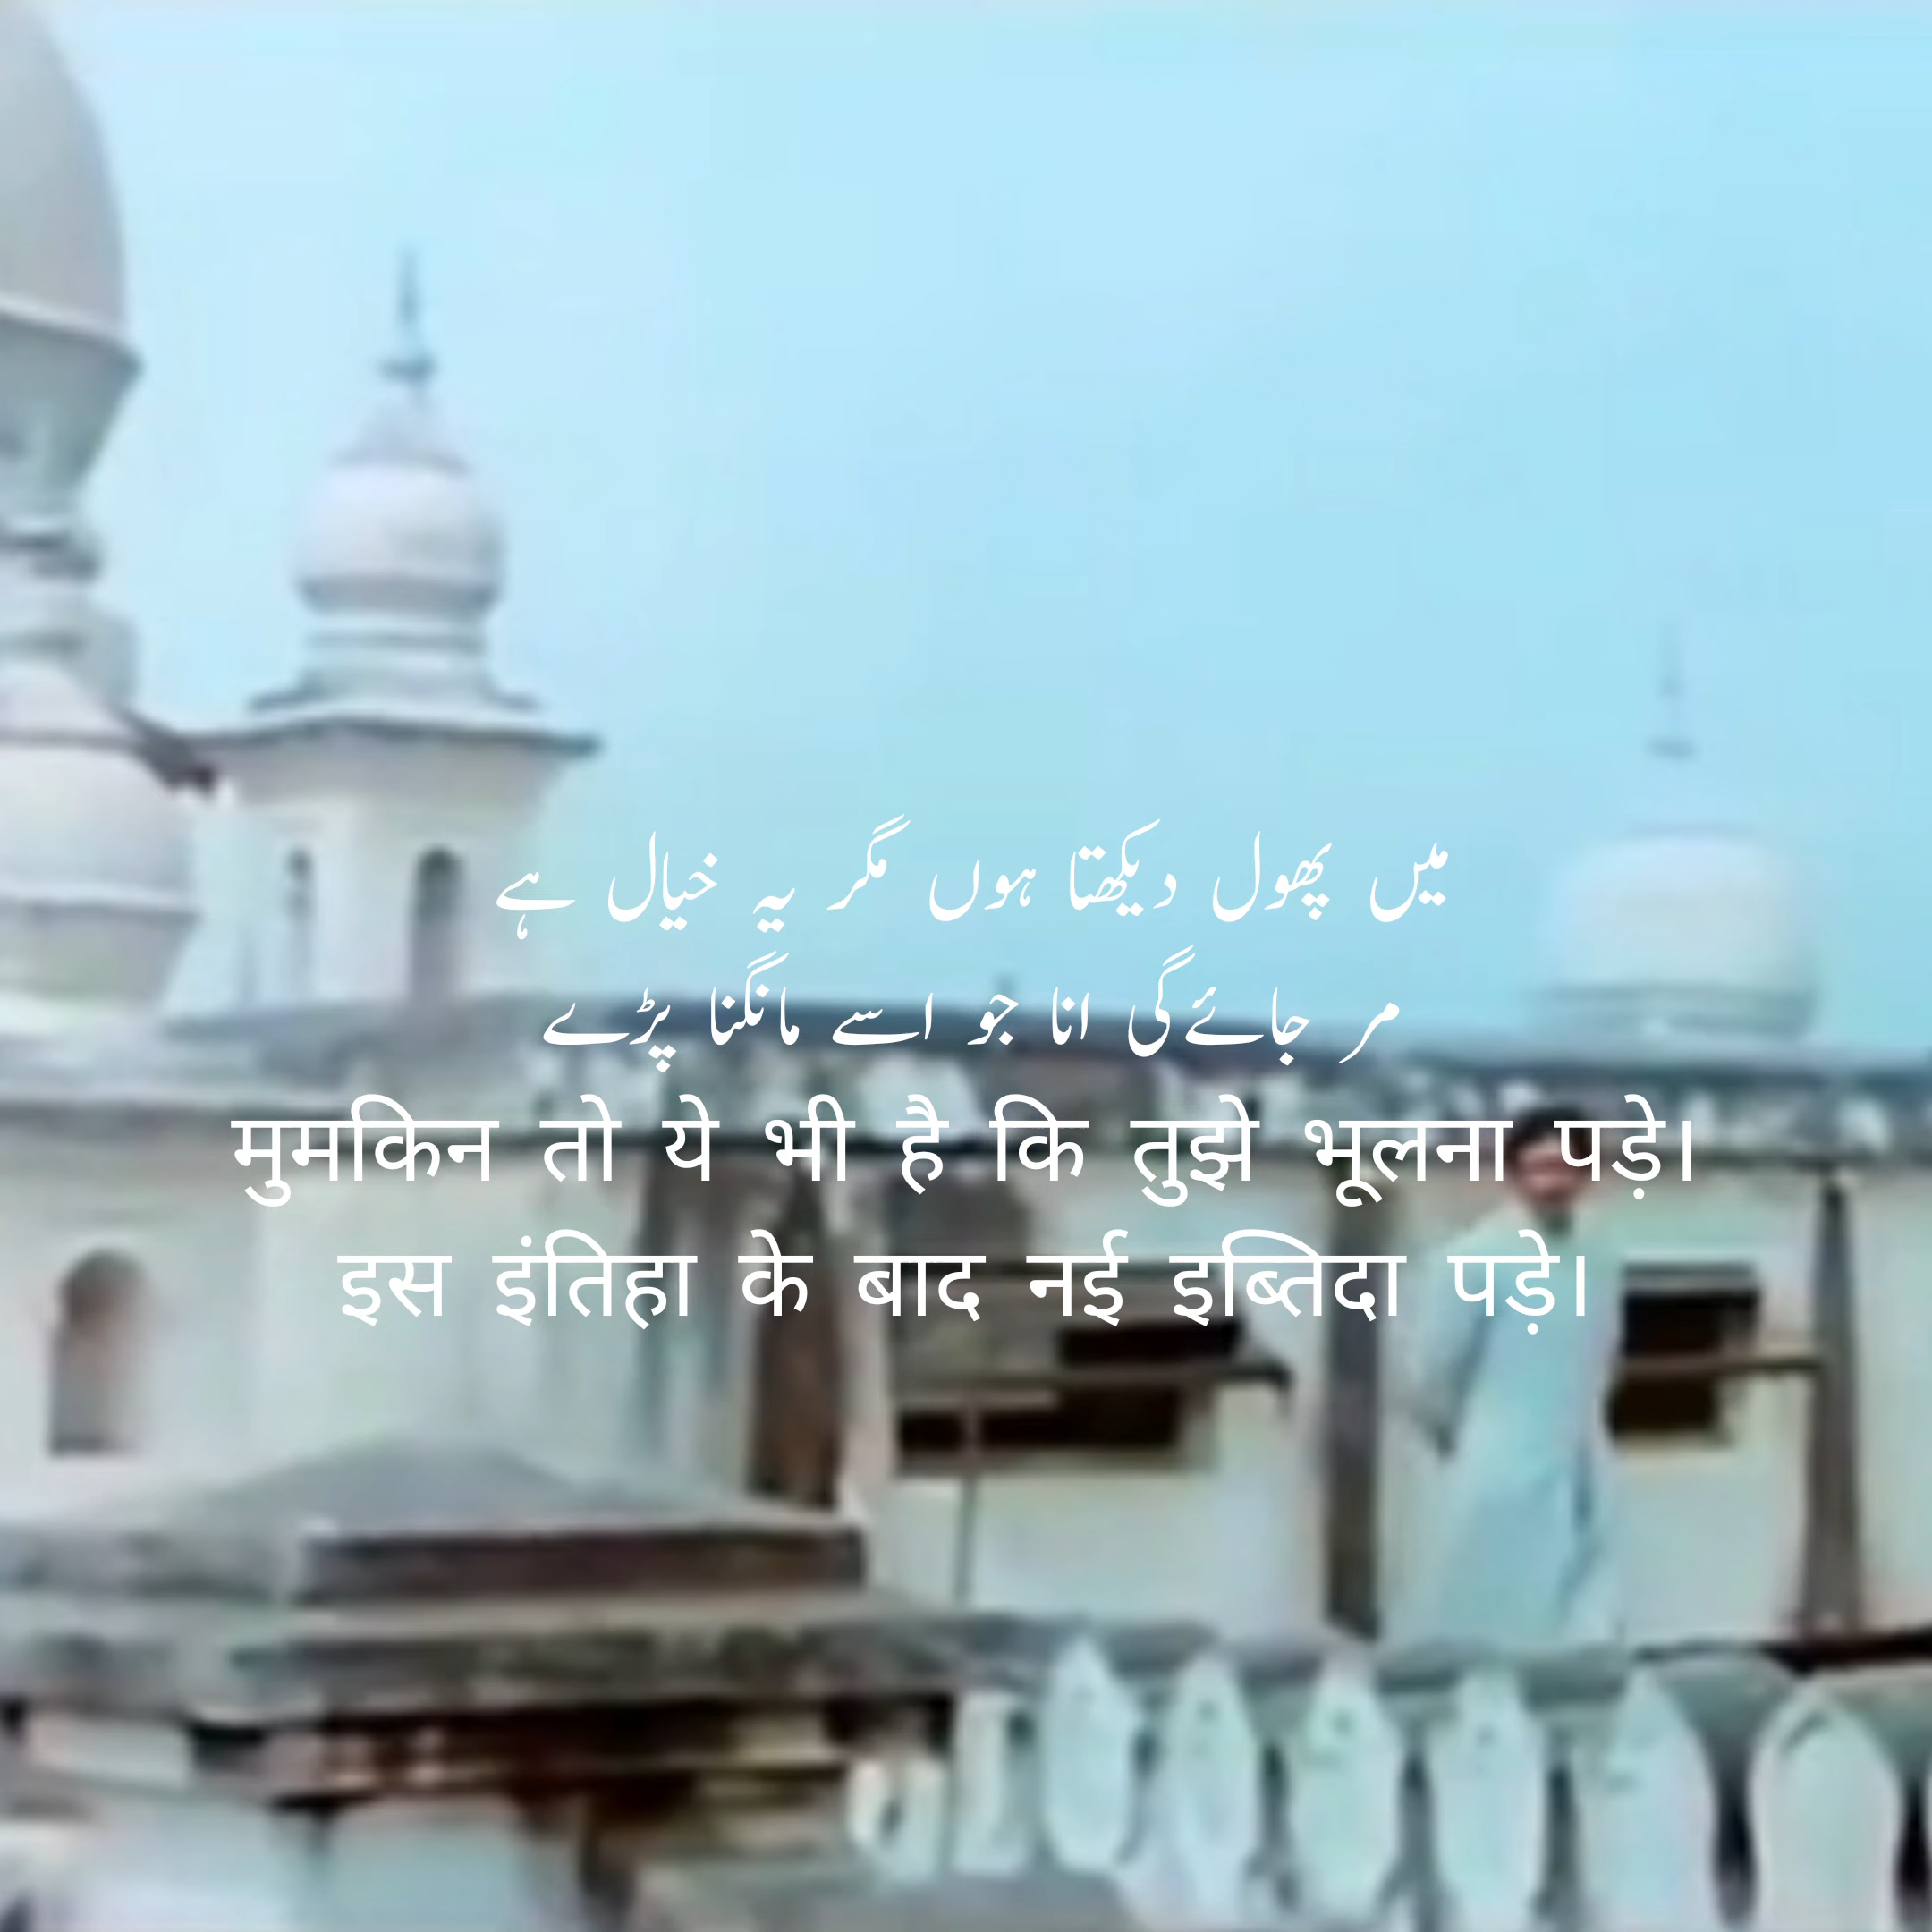 میں پھول دیکھتا ہوں مگر یہ خیال ہے
مر جائے گی انا جو اسے مانگنا پڑے
मुमकिन तो ये भी है कि तुझे भूलना पड़े।
इस इंतिहा के बाद नई इब्तिदा पड़े।